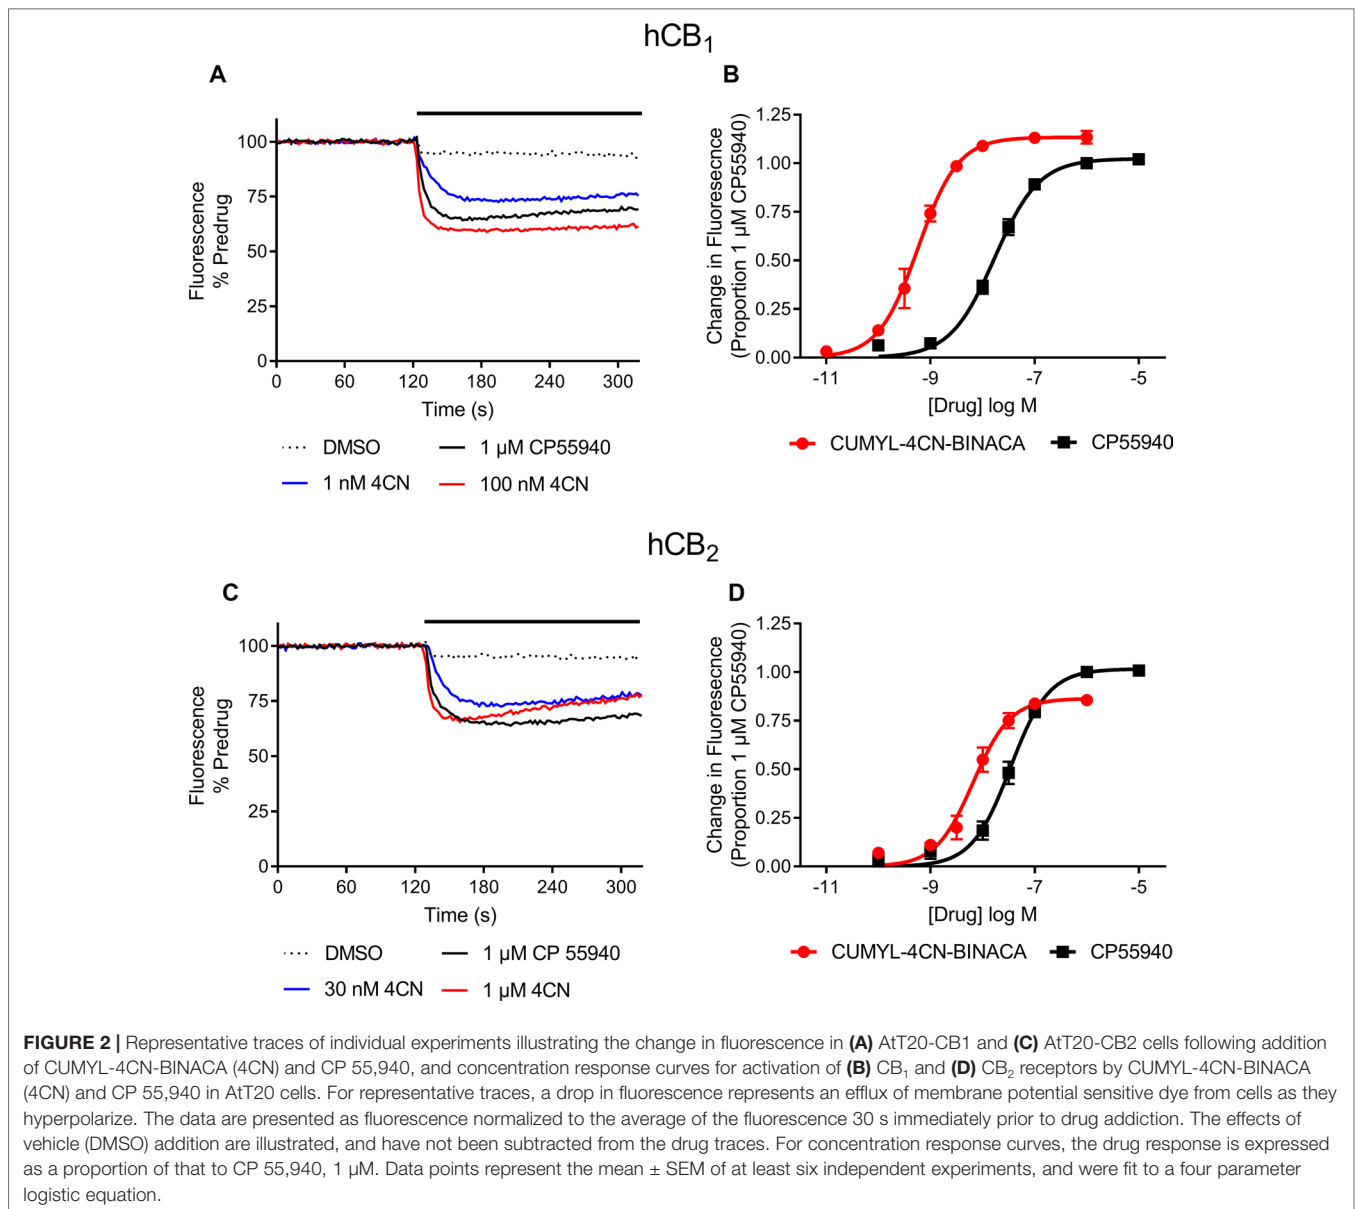 hCB1
A
B
100
75
50
25
0
Fluorescence
% Predrug
0 60 120 180 240 300
Time (s)
DMSO 1 µM CP55940
1 nM 4CN 100 nM 4CN
1.25
1.00
0.75
0.50
0.25
0.00
Change in Fluoresecnce
(Proportion 1 µM CP55940)
-11 -9 -7 -5
[Drug] log M
CUMYL-4CN-BINACA CP55940
hCB2
C
D
100
75
50
25
0
Fluorescence
% Predrug
0 60 120 180 240 300
Time (s)
DMSO 1 µM CP 55940
30 nM 4CN 1 µM 4CN
1.25
1.00
0.75
0.50
0.25
0.00
Change in Fluoresecnce
(Proportion 1 µM CP55940)
-11 -9 -7 -5
[Drug] log M
CUMYL-4CN-BINACA CP55940
FIGURE 2 | Representative traces of individual experiments illustrating the change in fluorescence in (A) AtT20-CB1 and (C) AtT20-CB2 cells following addition
of CUMYL-4CN-BINACA (4CN) and CP 55,940, and concentration response curves for activation of (B) CB1 and (D) CB2 receptors by CUMYL-4CN-BINACA
(4CN) and CP 55,940 in AtT20 cells. For representative traces, a drop in fluorescence represents an efflux of membrane potential sensitive dye from cells as they
hyperpolarize. The data are presented as fluorescence normalized to the average of the fluorescence 30 s immediately prior to drug addiction. The effects of
vehicle (DMSO) addition are illustrated, and have not been subtracted from the drug traces. For concentration response curves, the drug response is expressed
as a proportion of that to CP 55,940, 1 µM. Data points represent the mean ± SEM of at least six independent experiments, and were fit to a four parameter
logistic equation.